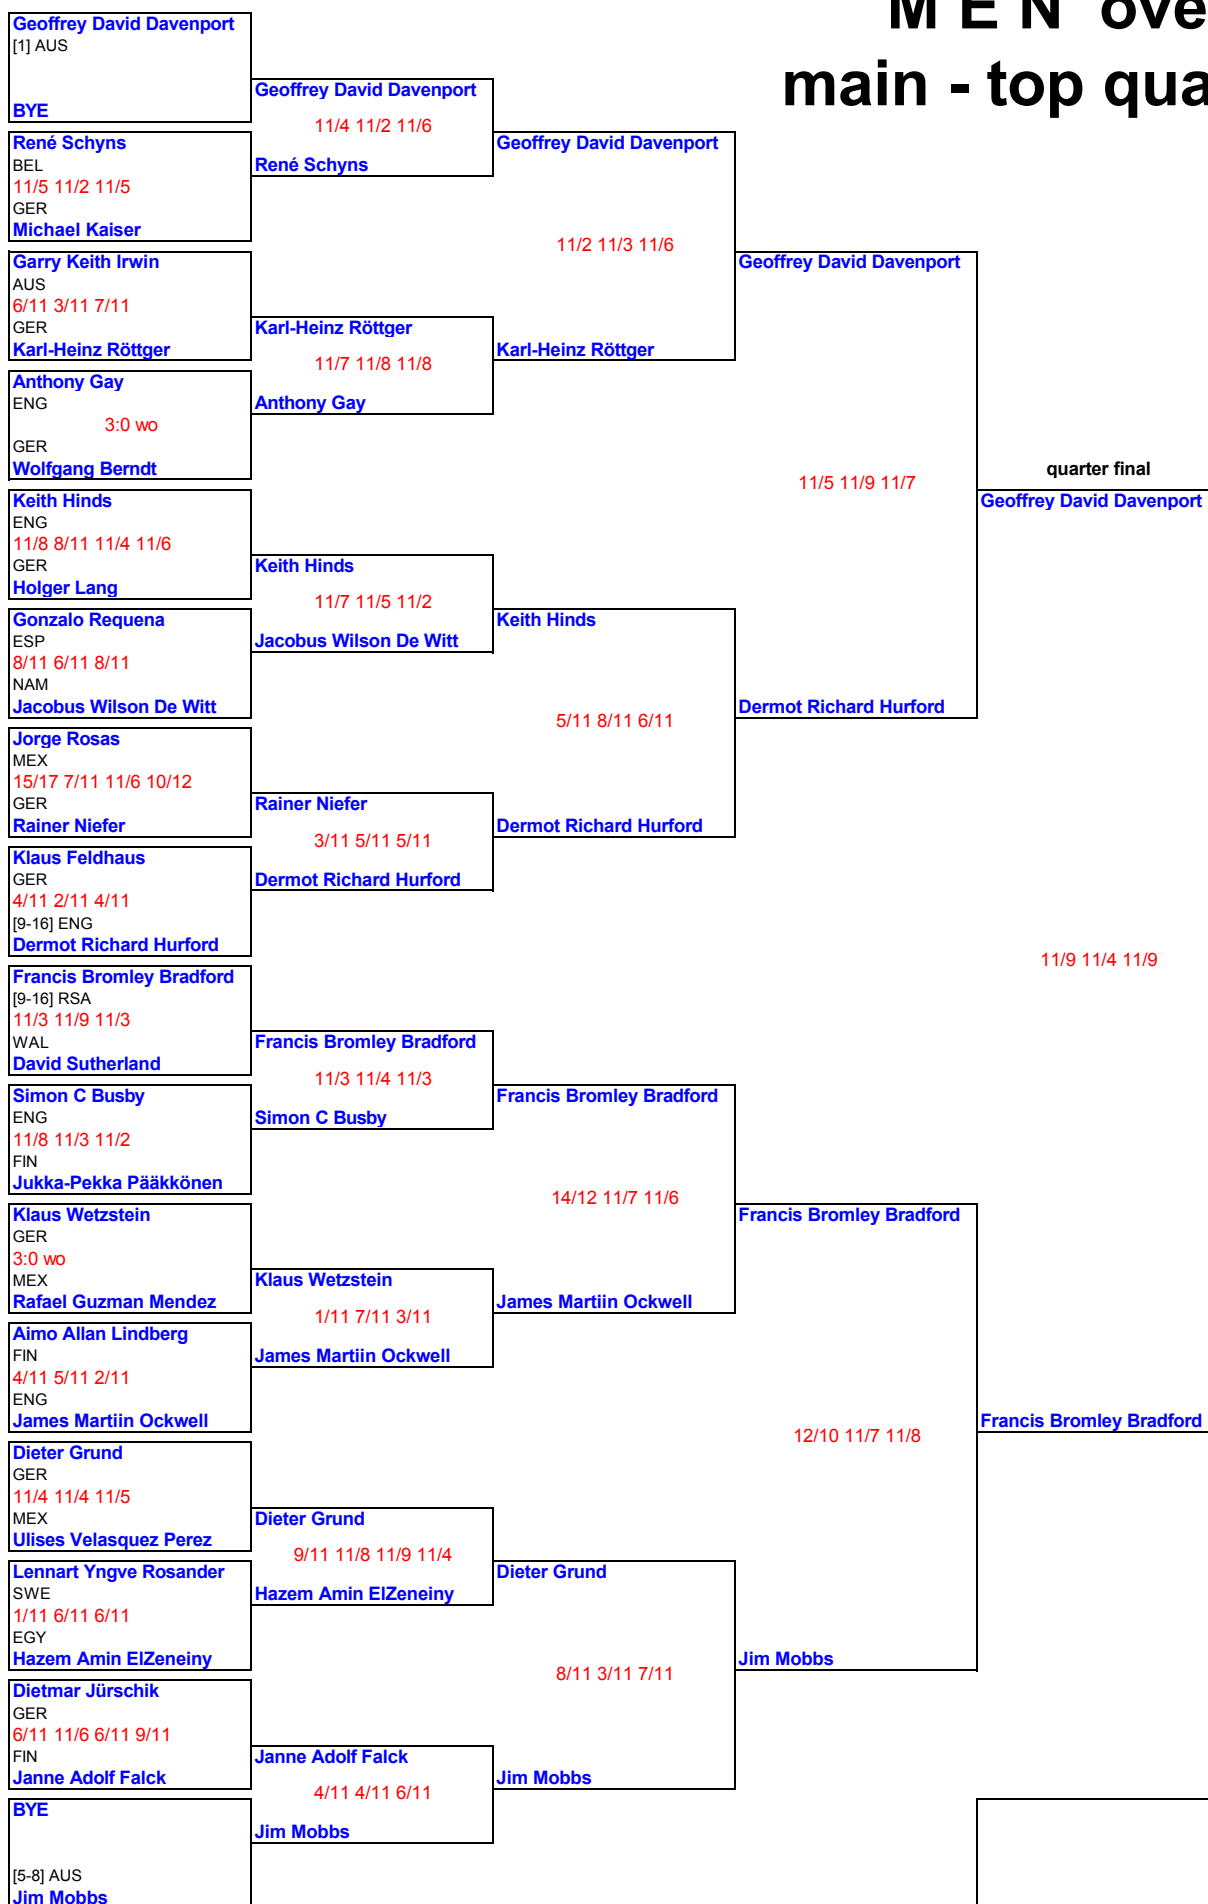 M E N ove
main - top qua
Geoffrey David Davenport
[1] AUS
BYE
René Schyns
BEL
11/5 11/2 11/5
GER
Michael Kaiser
Garry Keith Irwin
AUS
6/11 3/11 7/11
GER
Karl-Heinz Röttger
Anthony Gay
ENG
3:0 wo
GER
Wolfgang Berndt
Keith Hinds
ENG
11/8 8/11 11/4 11/6
GER
Holger Lang
Gonzalo Requena
ESP
8/11 6/11 8/11
NAM
Jacobus Wilson De Witt
Jorge Rosas
MEX
15/17 7/11 11/6 10/12
GER
Rainer Niefer
Klaus Feldhaus
GER
4/11 2/11 4/11
[9-16] ENG
Dermot Richard Hurford
Francis Bromley Bradford
[9-16] RSA
11/3 11/9 11/3
WAL
David Sutherland
Simon C Busby
ENG
11/8 11/3 11/2
FIN
Jukka-Pekka Pääkkönen
Klaus Wetzstein
GER
3:0 wo
MEX
Rafael Guzman Mendez
Aimo Allan Lindberg
FIN
4/11 5/11 2/11
ENG
James Martiin Ockwell
Dieter Grund
GER
11/4 11/4 11/5
MEX
Ulises Velasquez Perez
Lennart Yngve Rosander
SWE
1/11 6/11 6/11
EGY
Hazem Amin ElZeneiny
Dietmar Jürschik
GER
6/11 11/6 6/11 9/11
FIN
Janne Adolf Falck
BYE
[5-8] AUS
Jim Mobbs
Geoffrey David Davenport
11/4 11/2 11/6
René Schyns
Karl-Heinz Röttger
11/7 11/8 11/8
Anthony Gay
Keith Hinds
11/7 11/5 11/2
Jacobus Wilson De Witt
Rainer Niefer
3/11 5/11 5/11
Dermot Richard Hurford
Francis Bromley Bradford
11/3 11/4 11/3
Simon C Busby
Klaus Wetzstein
1/11 7/11 3/11
James Martiin Ockwell
Dieter Grund
9/11 11/8 11/9 11/4
Hazem Amin ElZeneiny
Janne Adolf Falck
4/11 4/11 6/11
Jim Mobbs
Geoffrey David Davenport
11/2 11/3 11/6
Karl-Heinz Röttger
Keith Hinds
5/11 8/11 6/11
Dermot Richard Hurford
Francis Bromley Bradford
14/12 11/7 11/6
James Martiin Ockwell
Dieter Grund
8/11 3/11 7/11
Jim Mobbs
Geoffrey David Davenport
11/5 11/9 11/7
Dermot Richard Hurford
Francis Bromley Bradford
12/10 11/7 11/8
Jim Mobbs
quarter final
Geoffrey David Davenport
11/9 11/4 11/9
Francis Bromley Bradford